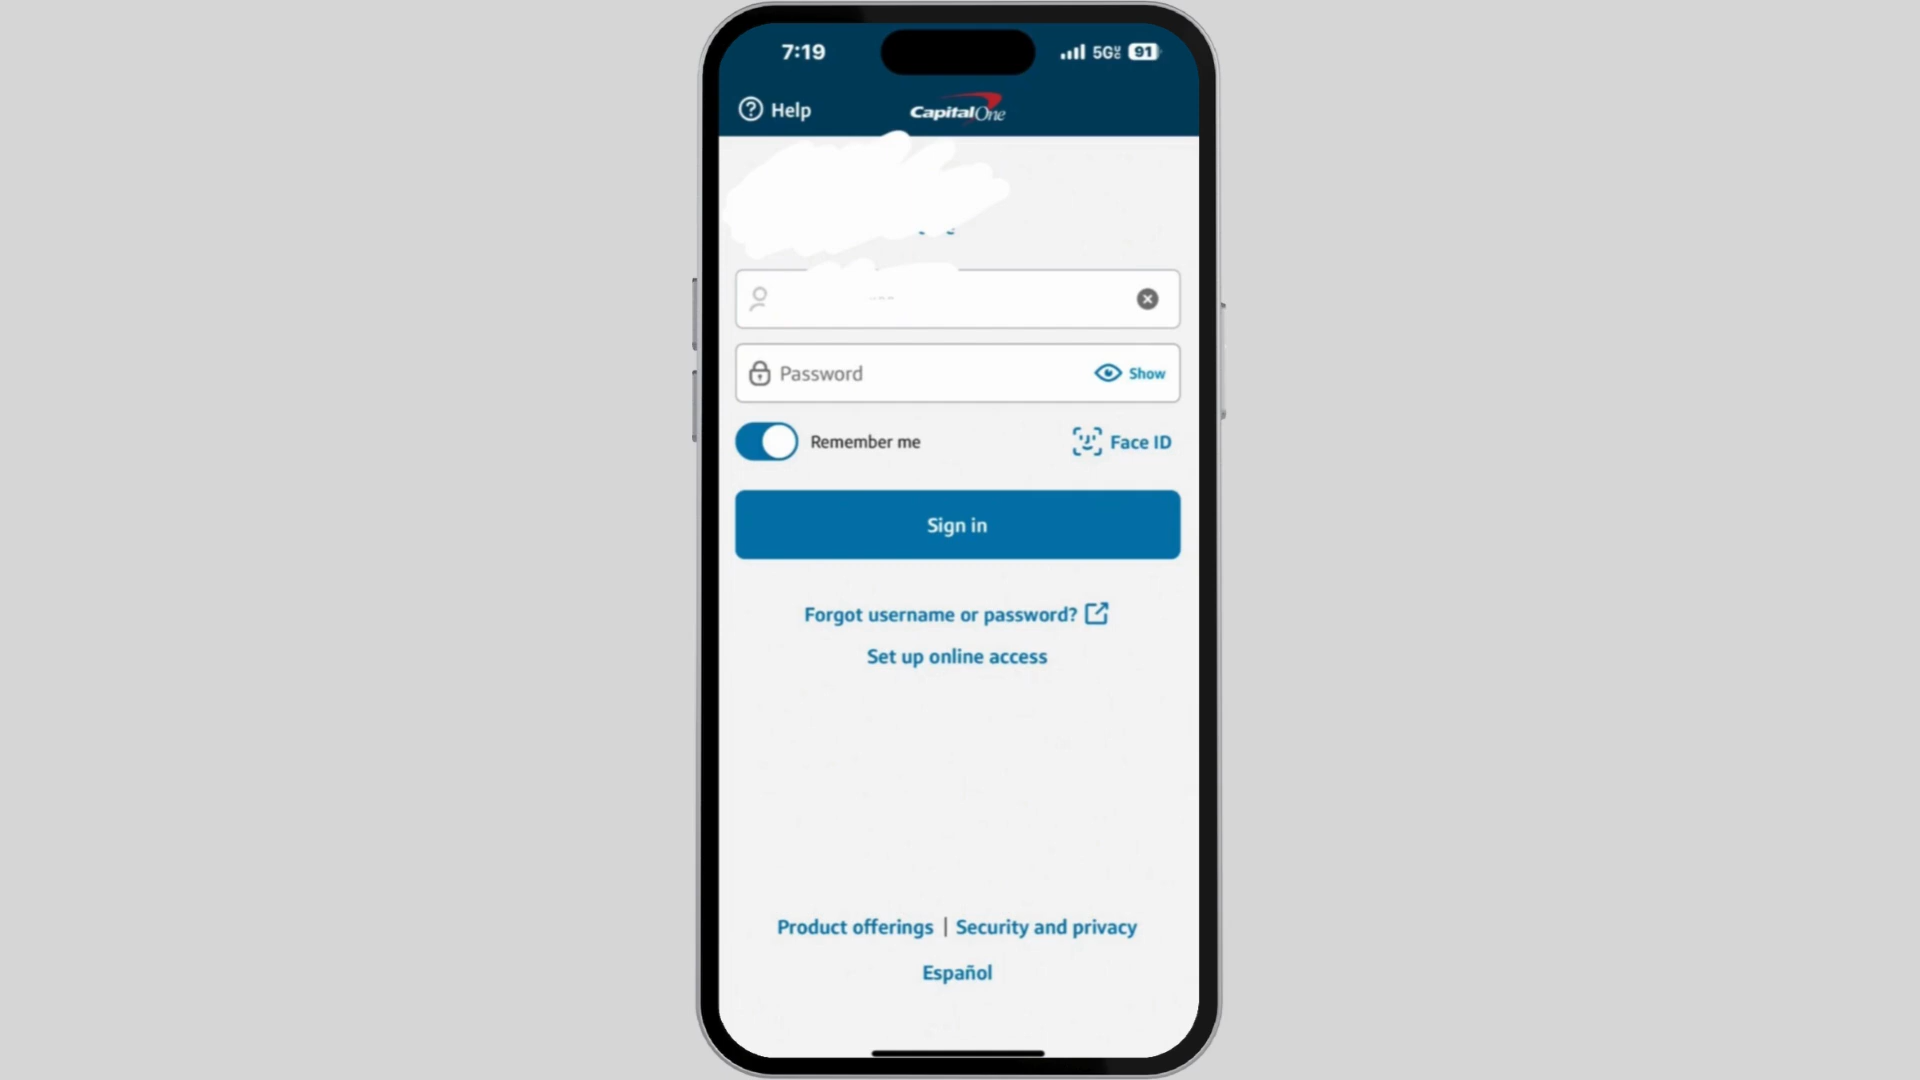 7:19 5G 91
Help CapitalOne
Password Show
Remember me Face ID
Sign in
Forgot username or password?
Set up online access
Product offerings | Security and privacy
Español